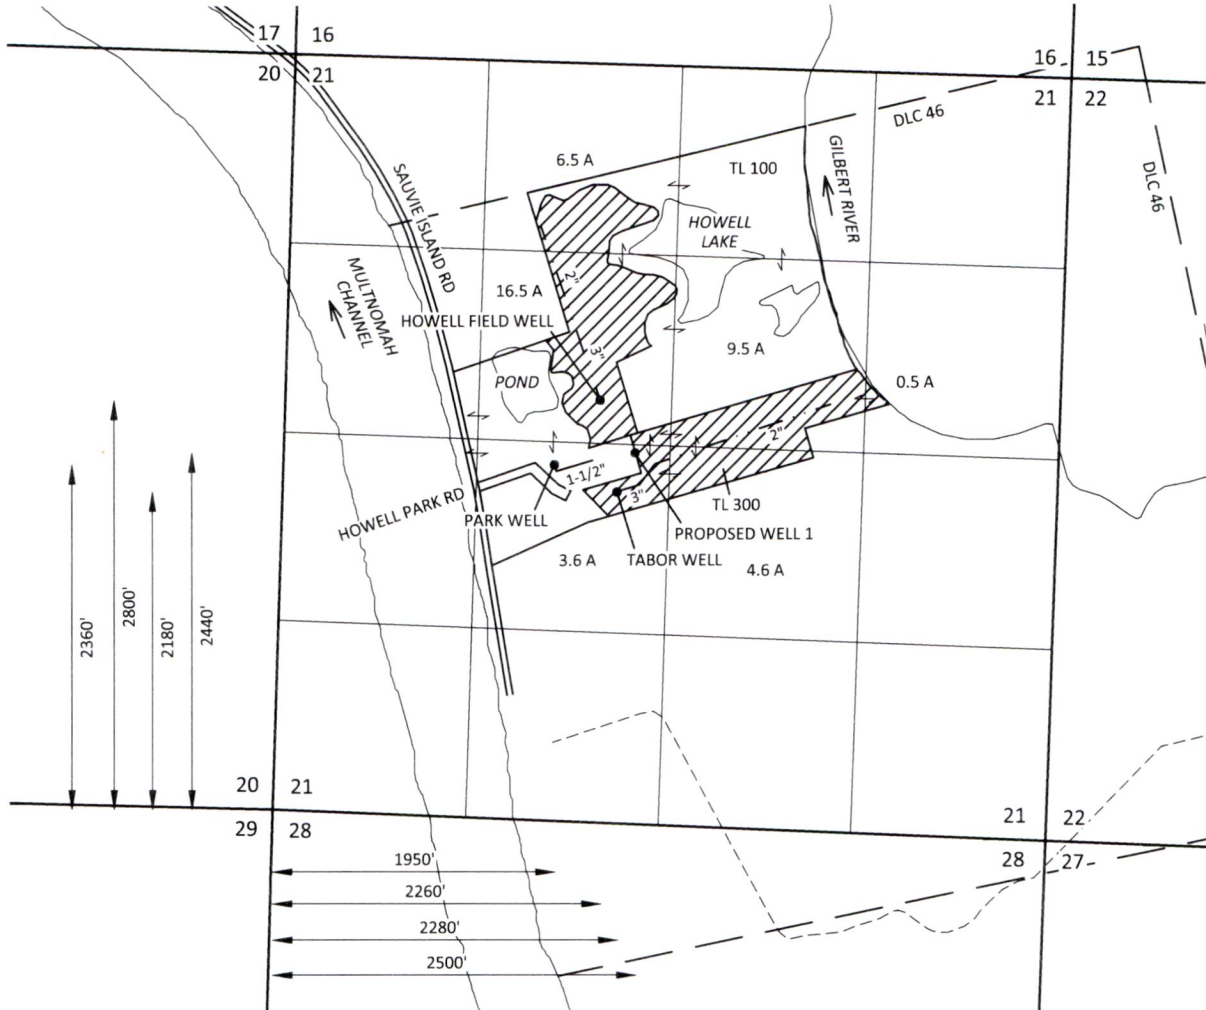 17 16
20 21
16 15
21 22
DLC 46
DLC 46
6.5 A
TL 100
GILBERT RIVER
SAUVIE ISLAND RD
HOWELL
LAKE
MULTNOMAH
CHANNEL
16.5 A
2"
HOWELL FIELD WELL
3"
9.5 A
POND
0.5 A
2"
1-1/2"
HOWELL PARK RD
PARK WELL
3"
TL 300
PROPOSED WELL 1
3.6 A
TABOR WELL
4.6 A
2360'
2800'
2180'
2440'
20 21
29 28
21 22
28 27
1950'
2260'
2280'
2500'